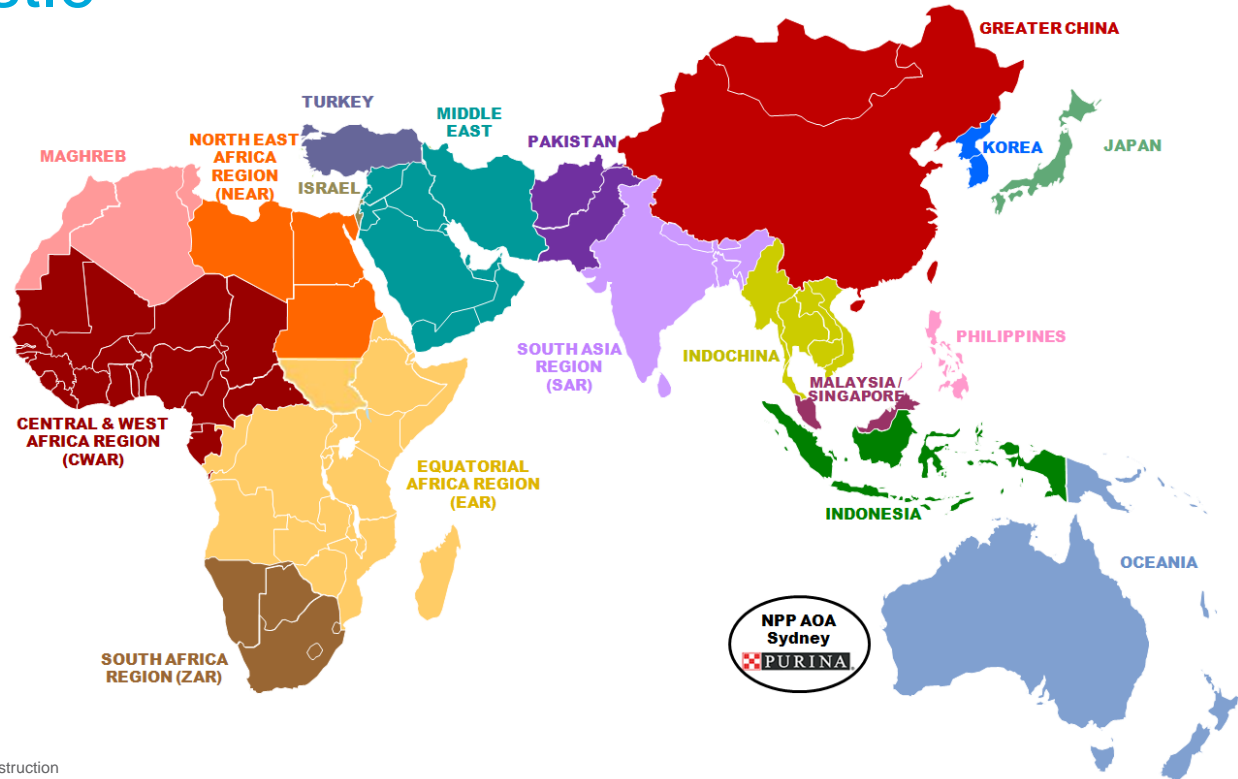 GREATER CHINA
TURKEY
MIDDLE
EAST
NORTH EAST
AFRICA
REGION
(NEAR)
PAKISTAN
MAGHREB
KOREA
JAPAN
ISRAEL
SOUTH ASIA
REGION
(SAR)
INDOCHINA
PHILIPPINES
MALAYSIA/
SINGAPORE
CENTRAL & WEST
AFRICA REGION
(CWAR)
EQUATORIAL
AFRICA REGION
(EAR)
INDONESIA
OCEANIA
NPP AOA
Sydney
PURINA
SOUTH AFRICA
REGION (ZAR)
struction